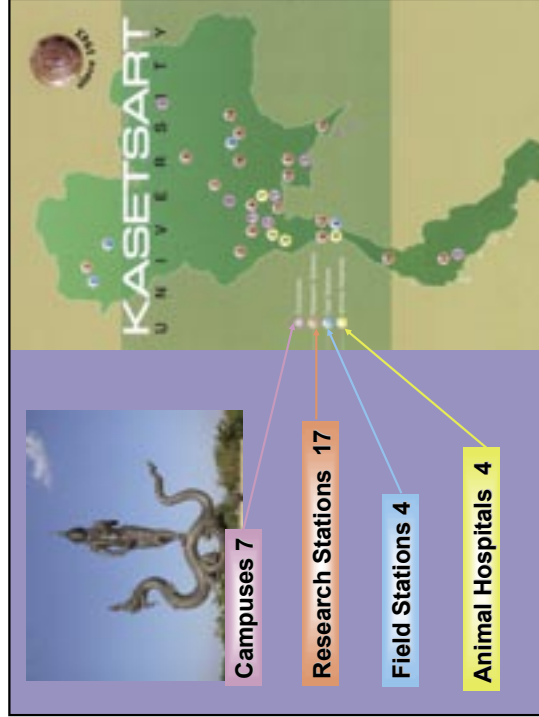 KASETSART
UNIVERSITY
Campuses 7
Research Stations 17
Field Stations 4
Animal Hospitals 4